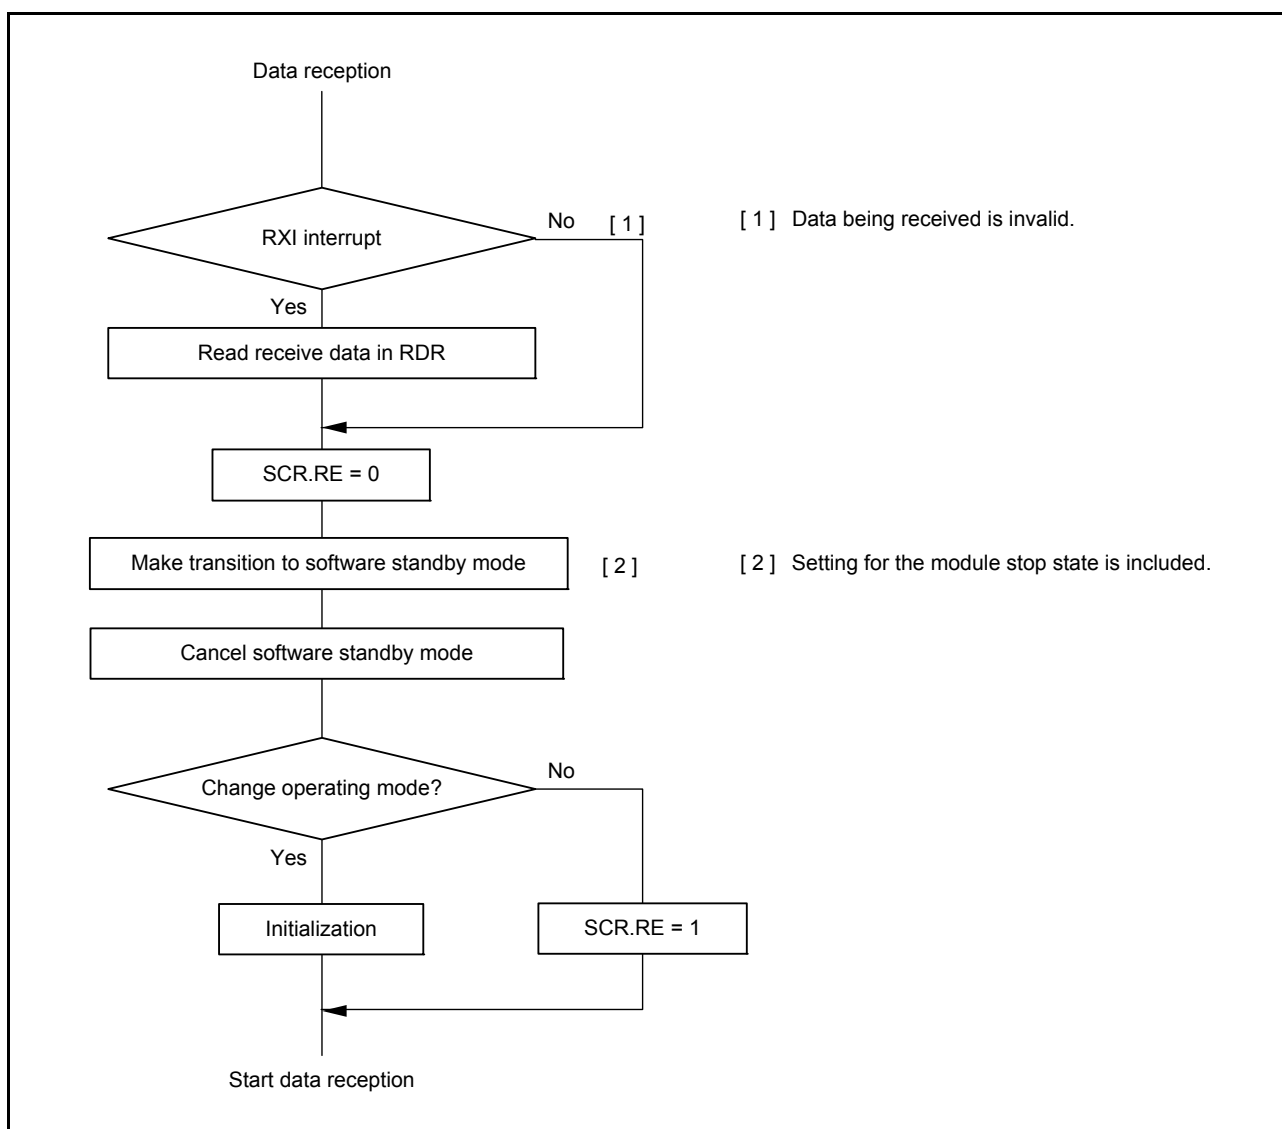 Data reception
RXI interrupt
No [ 1 ]
[ 1 ] Data being received is invalid.
Yes
Read receive data in RDR
SCR.RE = 0
Make transition to software standby mode
[ 2 ]
[ 2 ] Setting for the module stop state is included.
Cancel software standby mode
Change operating mode?
No
Yes
Initialization
SCR.RE = 1
Start data reception